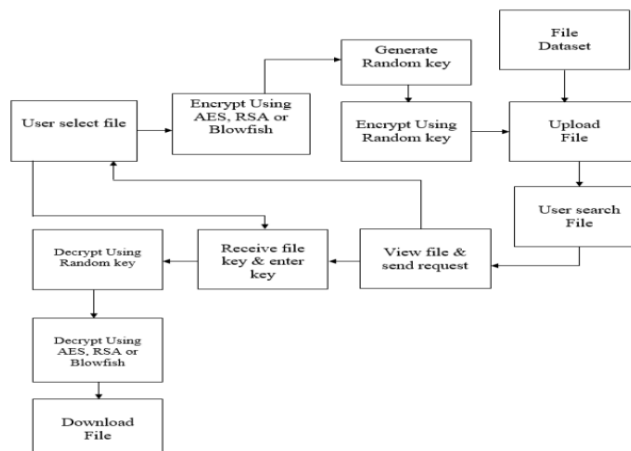 Generate
Random key
File
Dataset
User select file
Encrypt Using
AES, RSA or
Blowfish
Encrypt Using
Random key
Upload
File
User search
File
Decrypt Using
Random key
Receive file
key & enter
key
View file &
send request
Decrypt Using
AES, RSA or
Blowfish
Download
File